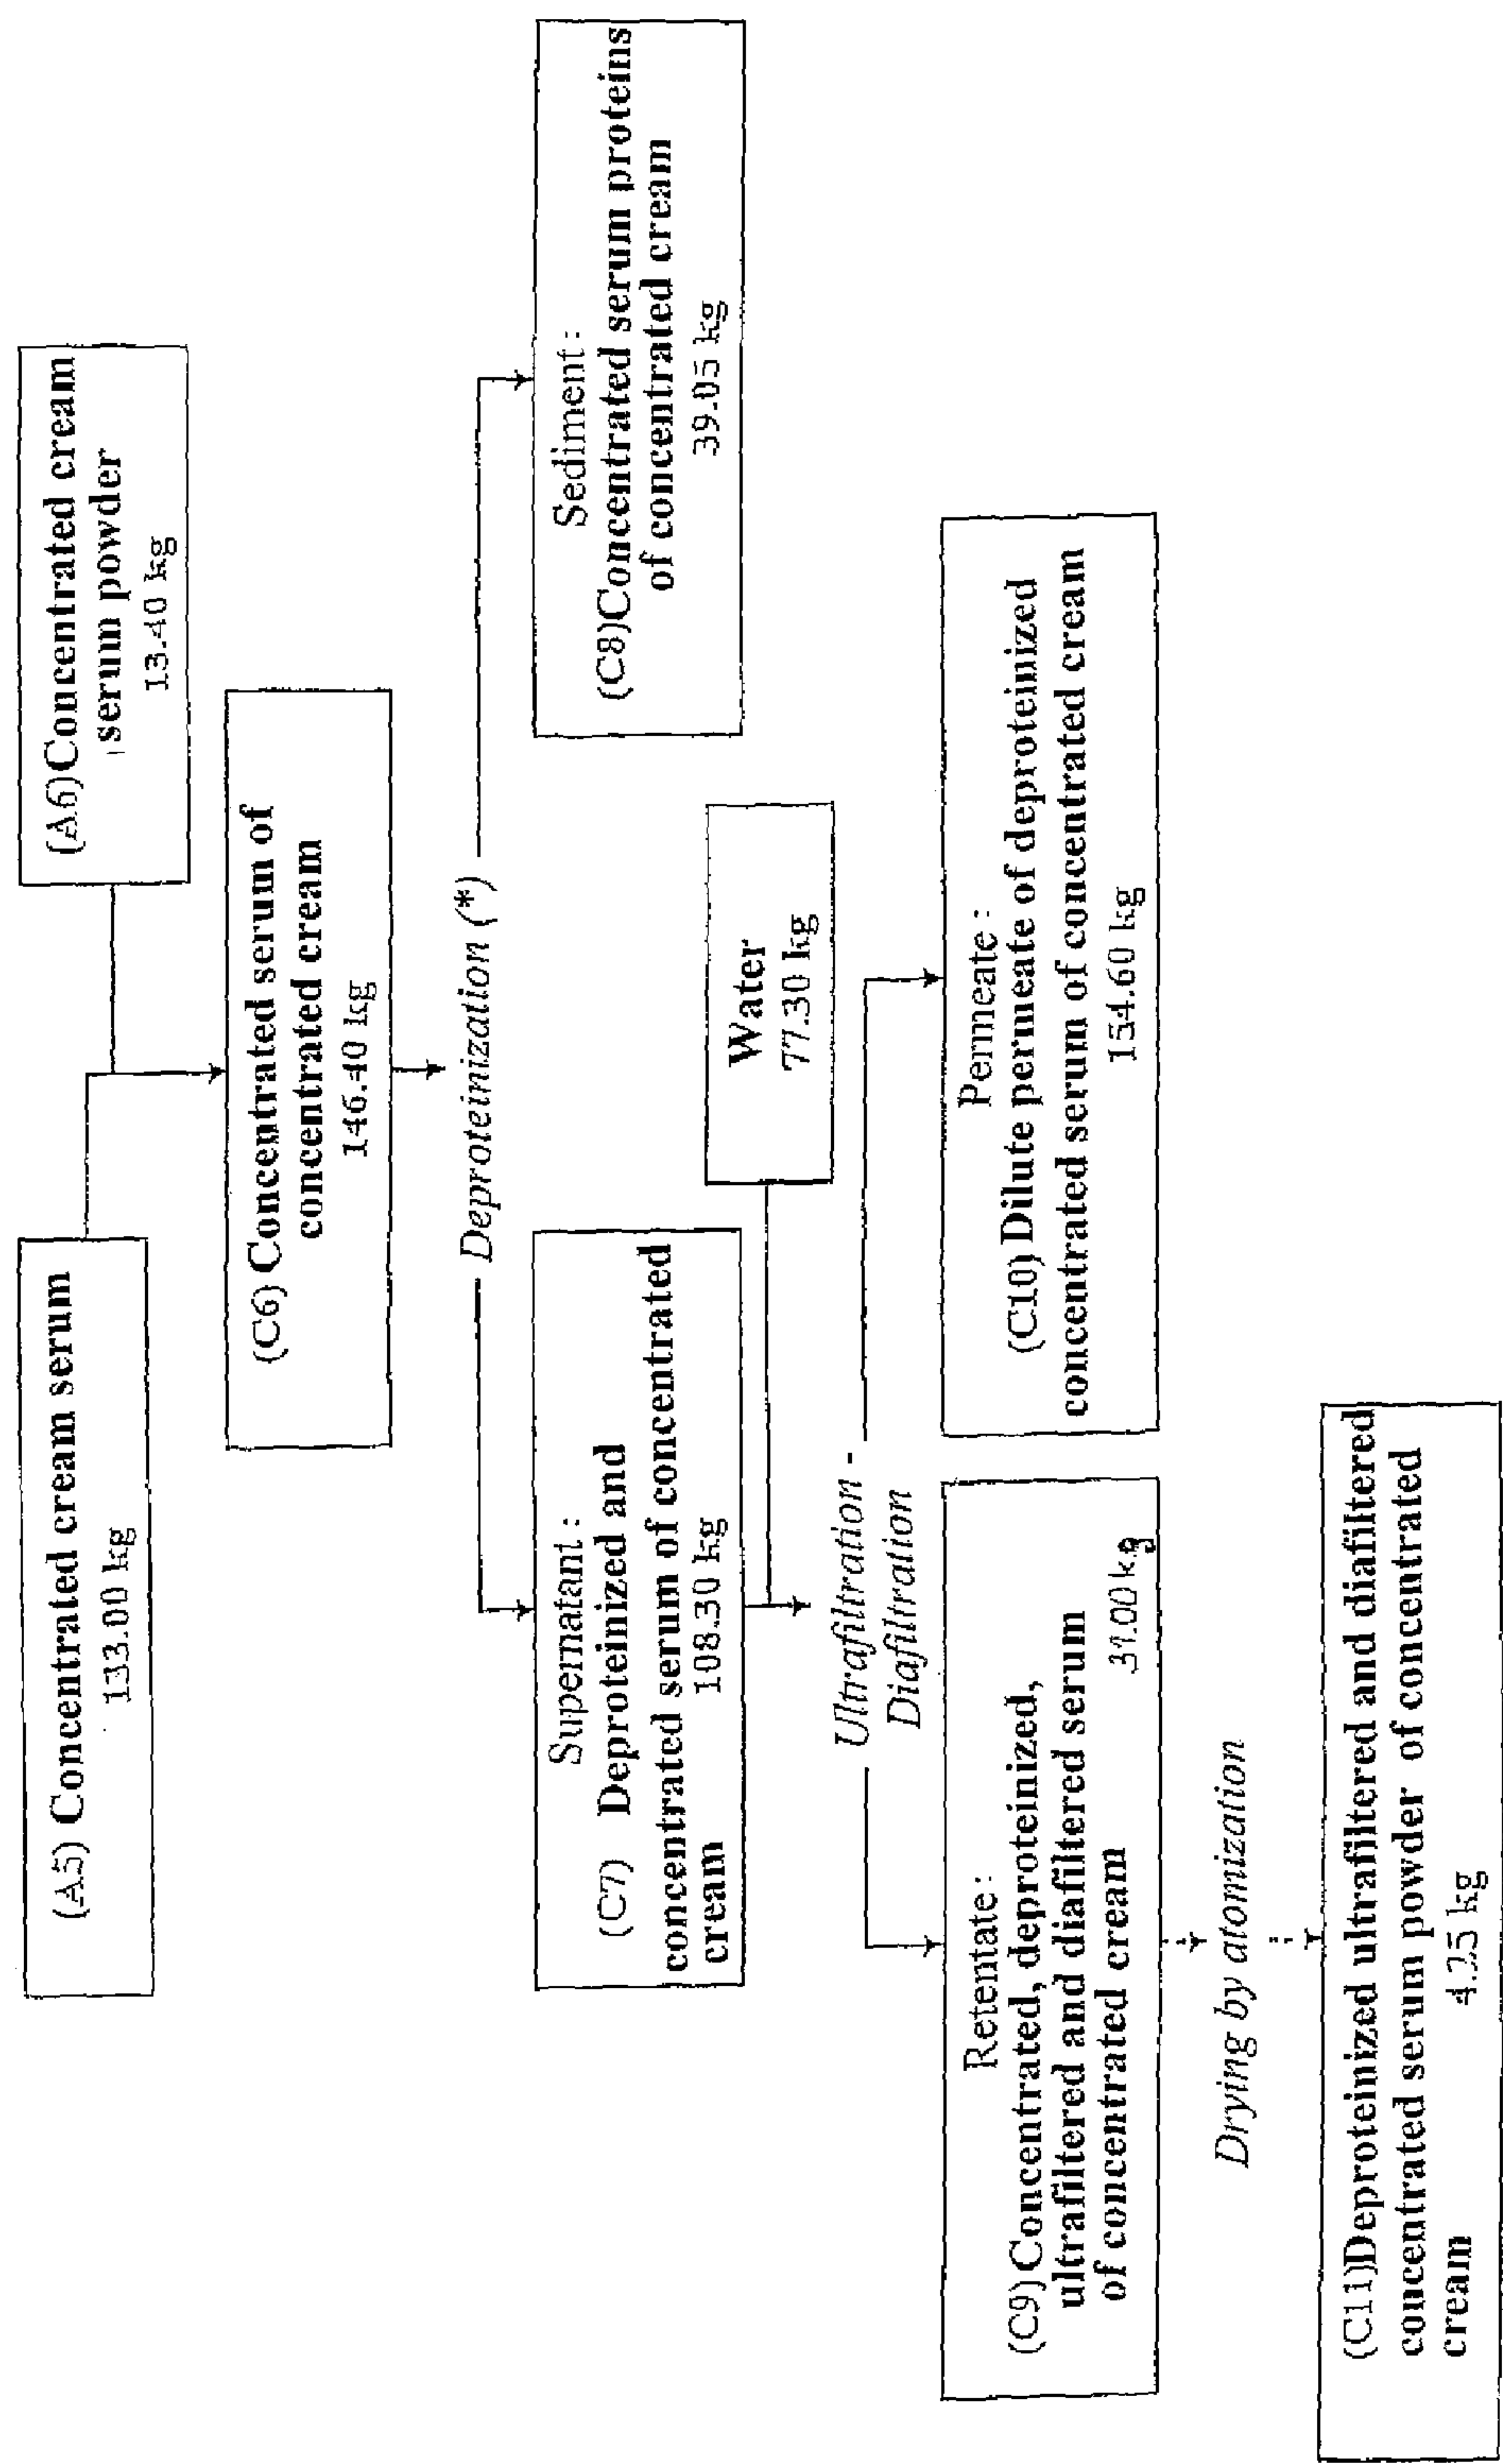 (A5) Concentrated cream serum
133.00 kg
(A6)Concentrated cream
serum powder
13.40 kg
(C6) Concentrated serum of
concentrated cream
146.40 kg
Deproteinization (*)
Supernatant :
(C7) Deproteinized and
concentrated serum of concentrated
cream
108.30 kg
Sediment :
(C8)Concentrated serum proteins
of concentrated cream
39.05 kg
Water
77.30 kg
Ultrafiltration -
Diafiltration
Retentate :
(C9)Concentrated, deproteinized,
ultrafiltered and diafiltered serum
of concentrated cream
31.00 kg
Permeate :
(C10) Dilute permeate of deproteinized
concentrated serum of concentrated cream
154.60 kg
Drying by atomization
(C11)Deproteinized ultrafiltered and diafiltered
concentrated serum powder of concentrated
cream
4.25 kg